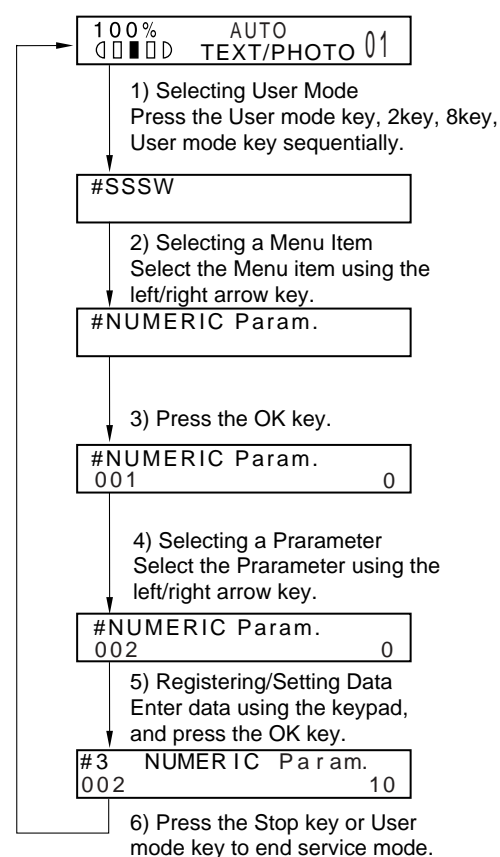 100% AUTO
TEXT/PHOTO 01
1) Selecting User Mode
Press the User mode key, 2key, 8key,
User mode key sequentially.
#SSSW
2) Selecting a Menu Item
Select the Menu item using the
left/right arrow key.
#NUMERIC Param.
3) Press the OK key.
#NUMERIC Param.
001 0
4) Selecting a Prarameter
Select the Prarameter using the
left/right arrow key.
#NUMERIC Param.
002 0
5) Registering/Setting Data
Enter data using the keypad,
and press the OK key.
#3 NUMERIC Param.
002 10
6) Press the Stop key or User
mode key to end service mode.